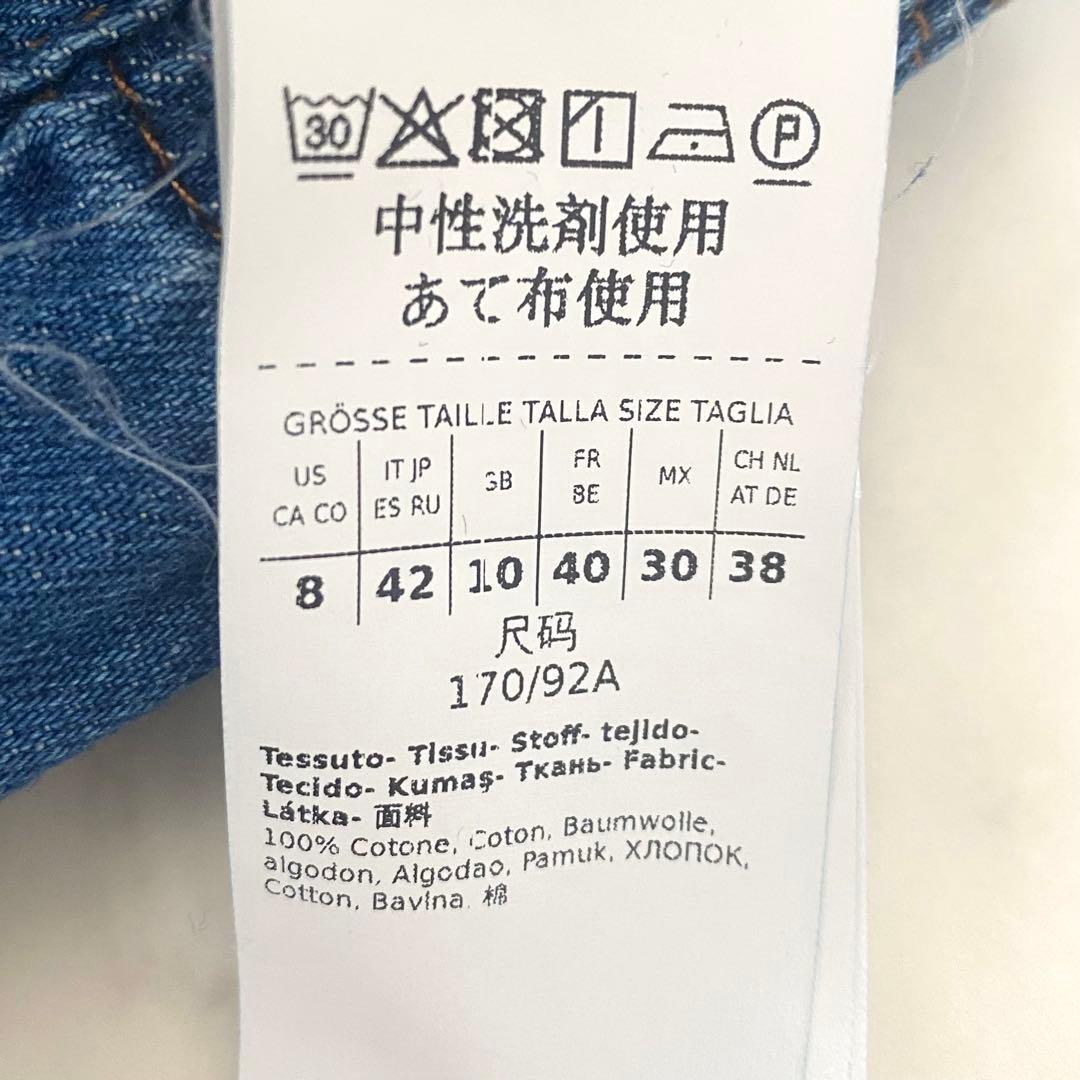 30 P
中性洗剤使用
あて布使用
GRÖSSE TAILLE TALLA SIZE TAGLIA
US CA CO | IT JP ES RU | GB | FR BE | MX | CH NL AT DE
8 | 42 | 10 | 40 | 30 | 38
尺码
170/92A
Tessuto- Tissu- Stoff- tejido-
Tecido- Kumaş- Ткань- Fabric-
Látka- 面料
100% Cotone, Coton, Baumwolle,
algodon, Algodao, Pamuk, ХЛОПОК,
Cotton, Bavlna, 棉